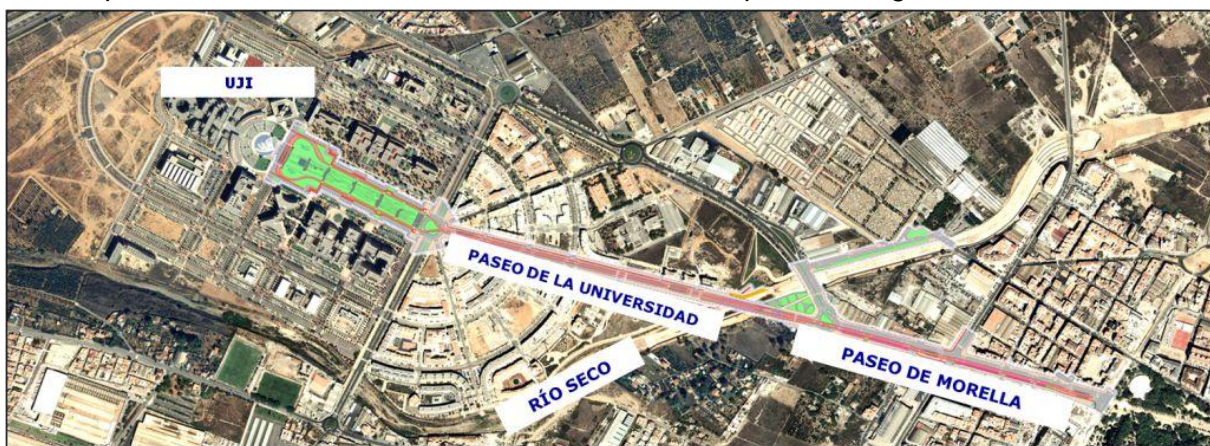 UJI
PASEO DE LA UNIVERSIDAD
RÍO SECO
PASEO DE MORELLA